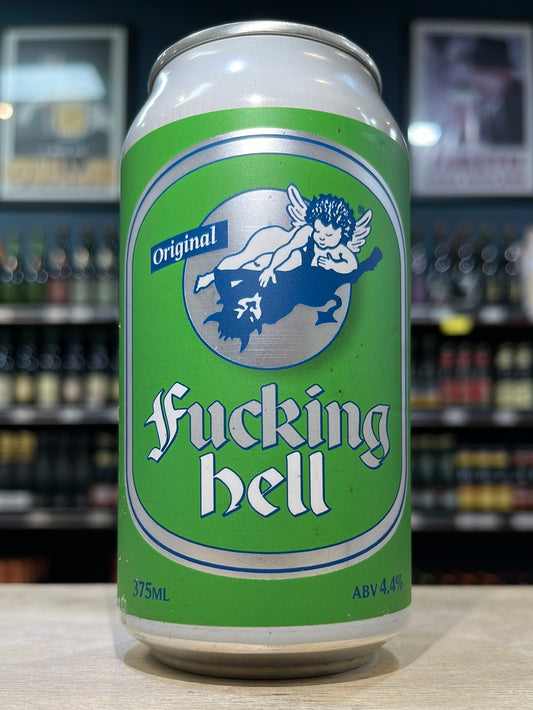 Original
Fucking
hell
375ML
ABV 4.4%